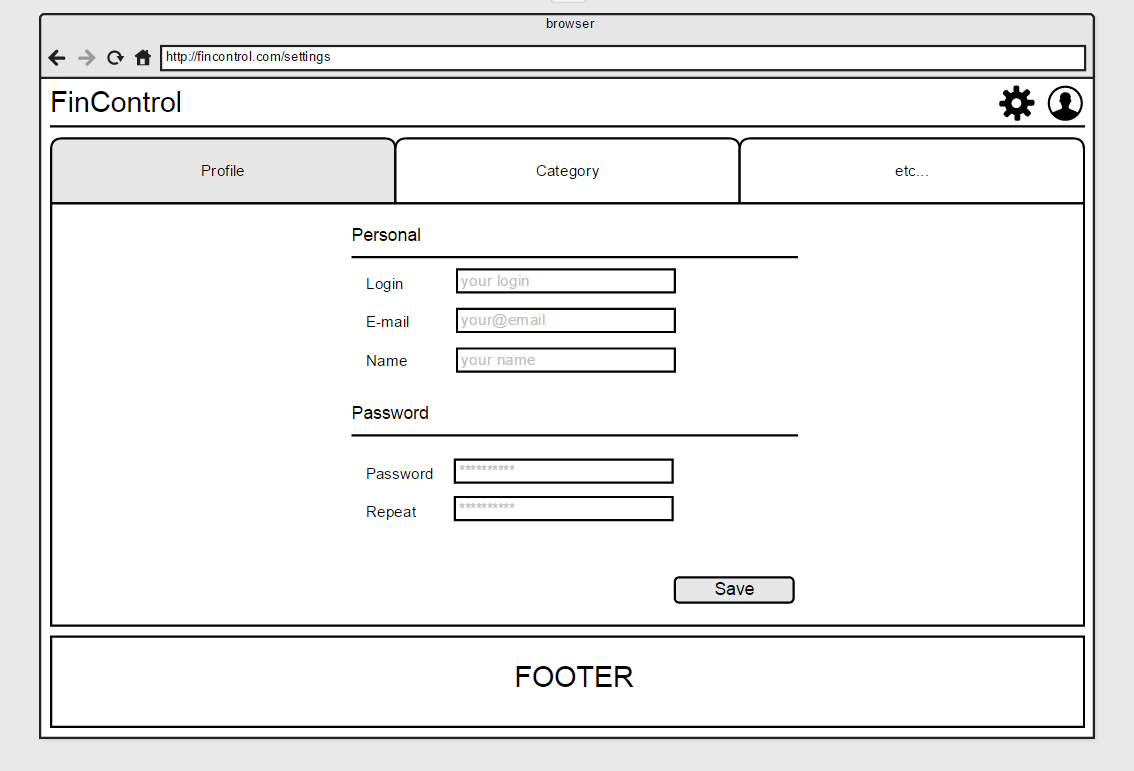 browser
http://fincontrol.com/settings
FinControl
Profile
Category
etc...
Personal
Login
your login
E-mail
your@email
Name
your name
Password
Password
**********
Repeat
**********
Save
FOOTER